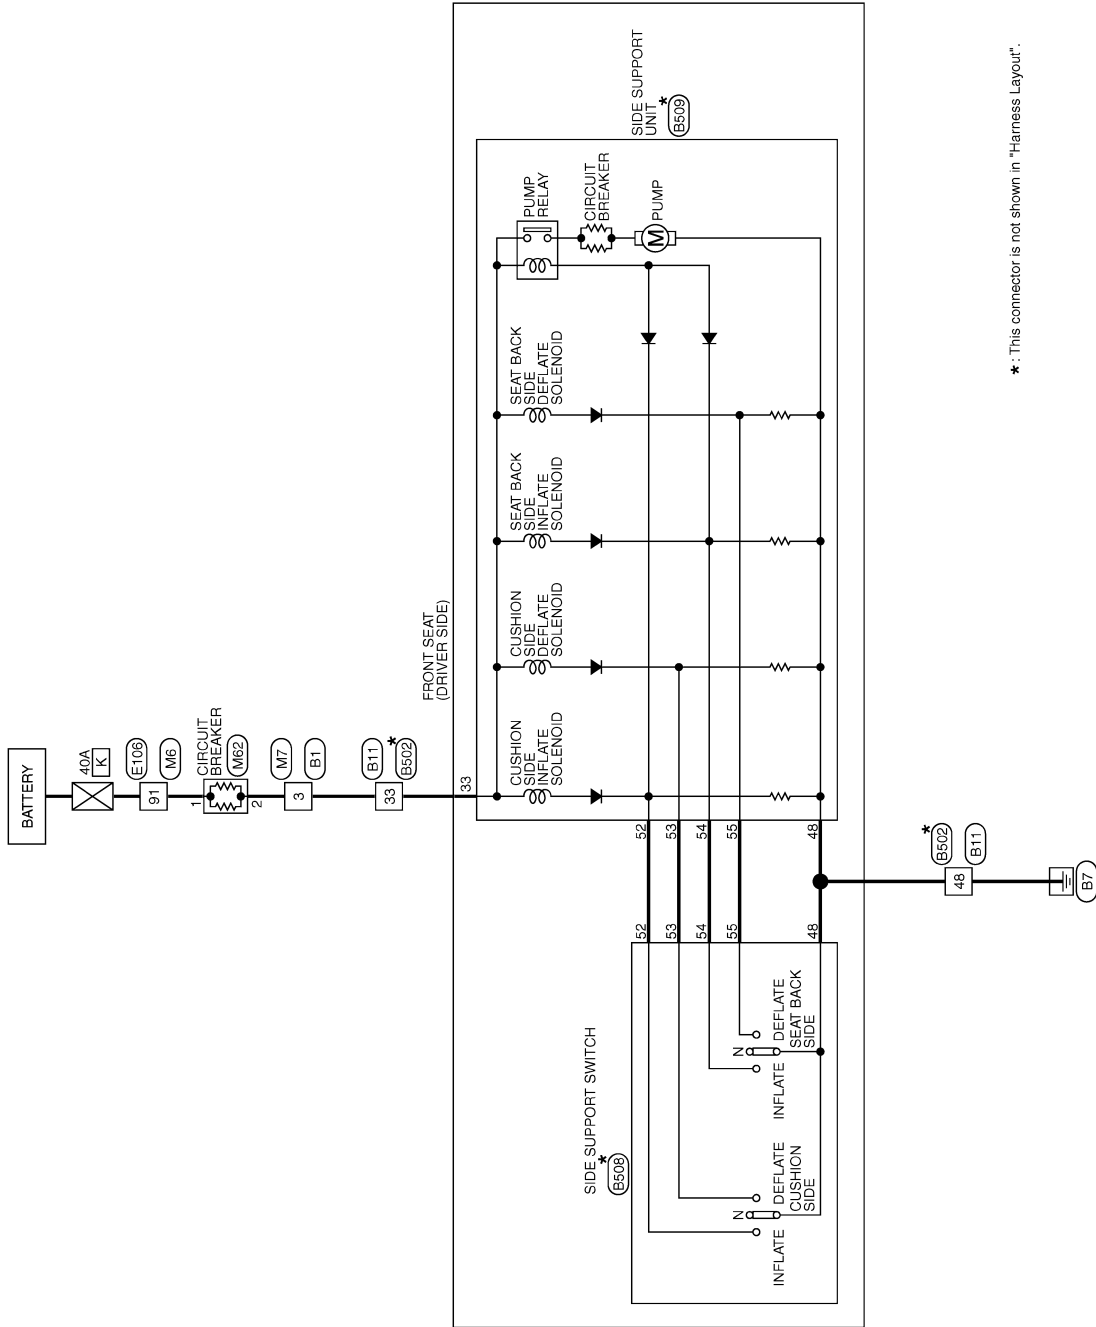 BATTERY
40A
K
E106
91
M6
CIRCUIT
BREAKER
M62
1
2
M7
3
B1
B11
33
*
B502
FRONT SEAT
(DRIVER SIDE)
33
SIDE SUPPORT
UNIT
*
B509
PUMP
RELAY
CIRCUIT
BREAKER
M
PUMP
SEAT BACK
SIDE
DEFLATE
SOLENOID
SEAT BACK
SIDE
INFLATE
SOLENOID
CUSHION
SIDE
DEFLATE
SOLENOID
CUSHION
SIDE
INFLATE
SOLENOID
52
53
54
55
48
52
53
54
55
48
*
B502
48
B11
B7
SIDE SUPPORT SWITCH
*
B508
N
INFLATE
DEFLATE
SEAT BACK
SIDE
N
INFLATE
DEFLATE
CUSHION
SIDE
* : This connector is not shown in "Harness Layout".